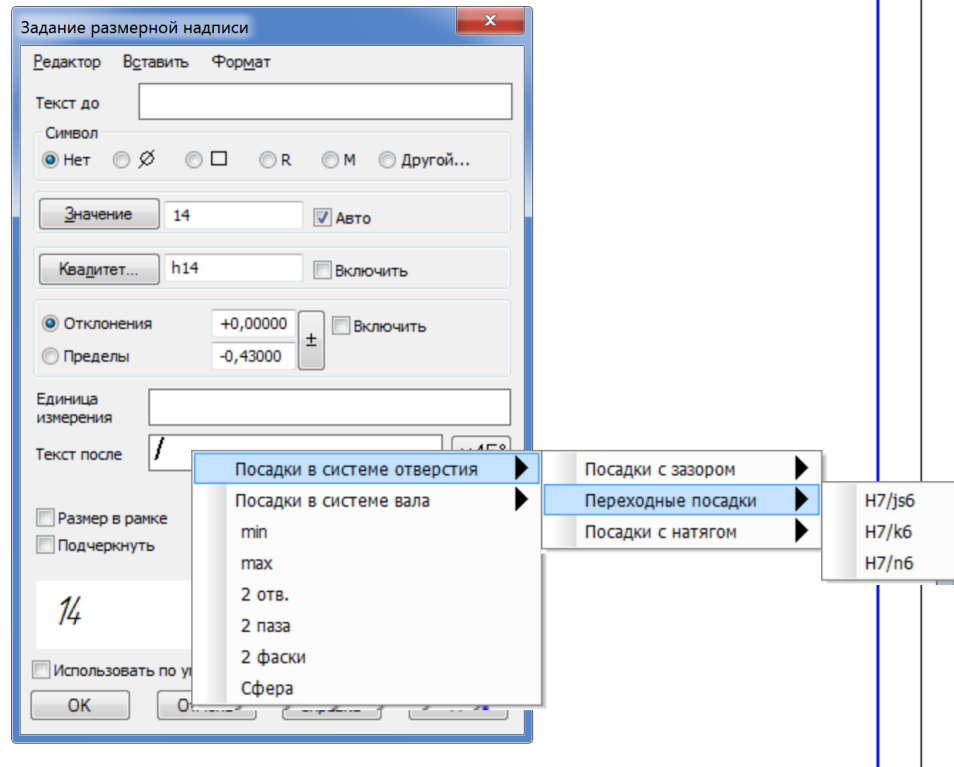 Задание размерной надписи
Редактор Вставить Формат
Текст до
Символ
Нет Ø □ R M Другой...
Значение 14 Авто
Квалитет... h14 Включить
Отклонения +0,00000 ± Включить
Пределы -0,43000
Единица
измерения
Текст после /
Посадки в системе отверстия Посадки с зазором
Посадки в системе вала Переходные посадки H7/js6
min Посадки с натягом H7/k6
max H7/n6
Размер в рамке
Подчеркнуть
2 отв.
2 паза
2 фаски
Сфера
14
Использовать по
OK